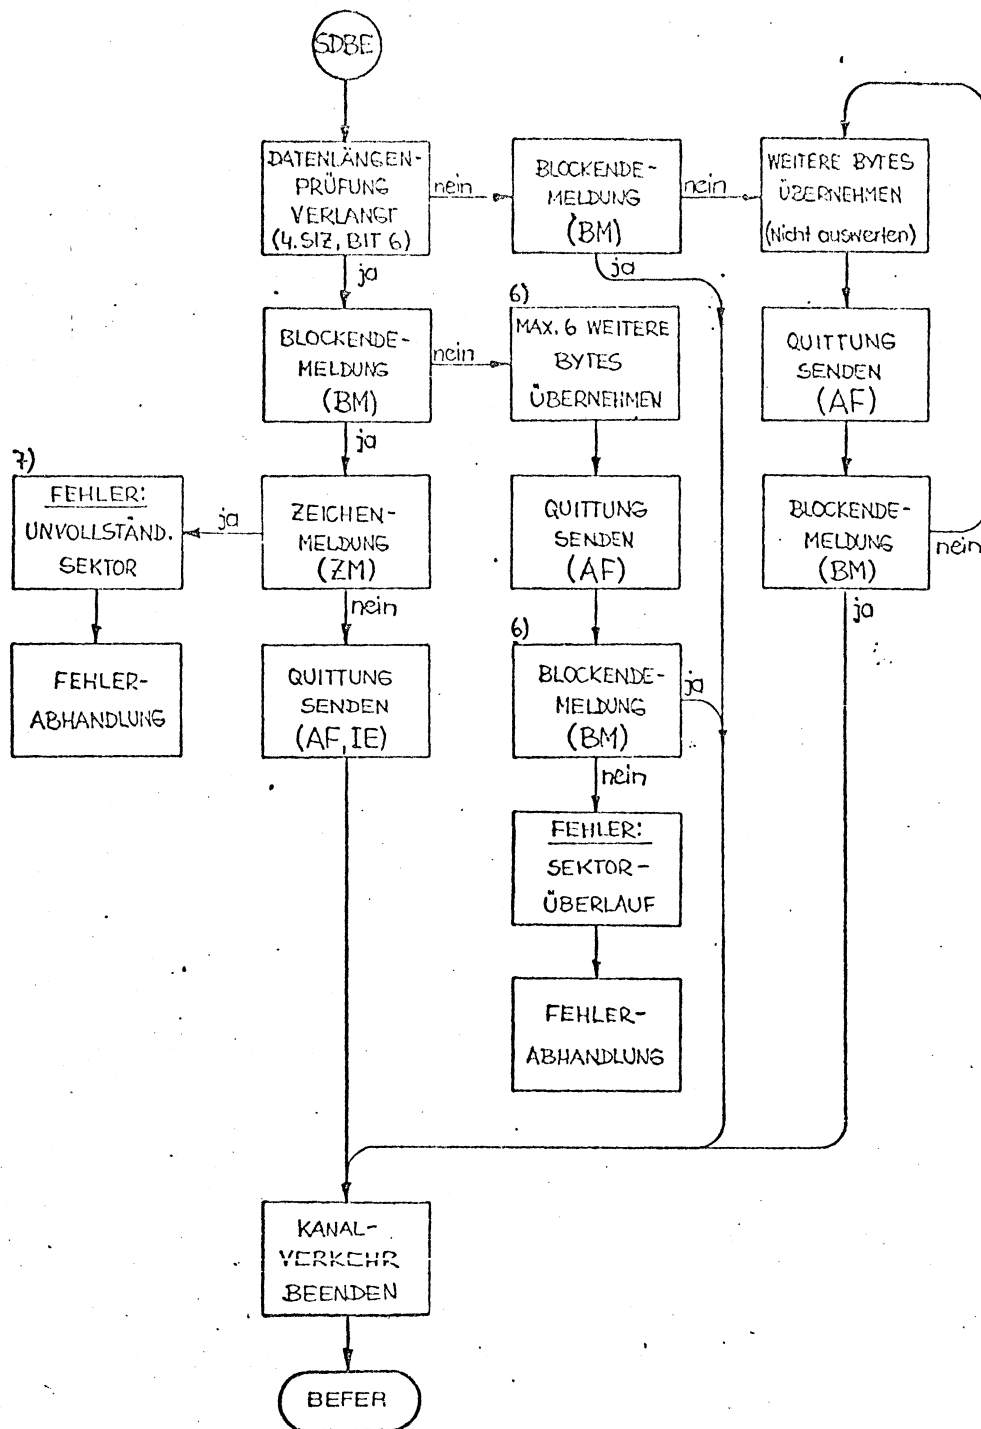 SDBE
DATENLÄNGEN-
PRÜFUNG
VERLANGT
(4. SIZ, BIT 6)
nein
BLOCKENDE-
MELDUNG
(BM)
nein
WEITERE BYTES
ÜBERNEHMEN
(Nicht auswerten)
ja
ja
BLOCKENDE-
MELDUNG
(BM)
nein
6)
MAX. 6 WEITERE
BYTES
ÜBERNEHMEN
QUITTUNG
SENDEN
(AF)
ja
7)
FEHLER:
UNVOLLSTÄND.
SEKTOR
ja
ZEICHEN-
MELDUNG
(ZM)
QUITTUNG
SENDEN
(AF)
BLOCKENDE-
MELDUNG
(BM)
nein
nein
ja
FEHLER-
ABHANDLUNG
QUITTUNG
SENDEN
(AF, IE)
6)
BLOCKENDE-
MELDUNG
(BM)
ja
nein
FEHLER:
SEKTOR-
ÜBERLAUF
FEHLER-
ABHANDLUNG
KANAL-
VERKEHR
BEENDEN
BEFER